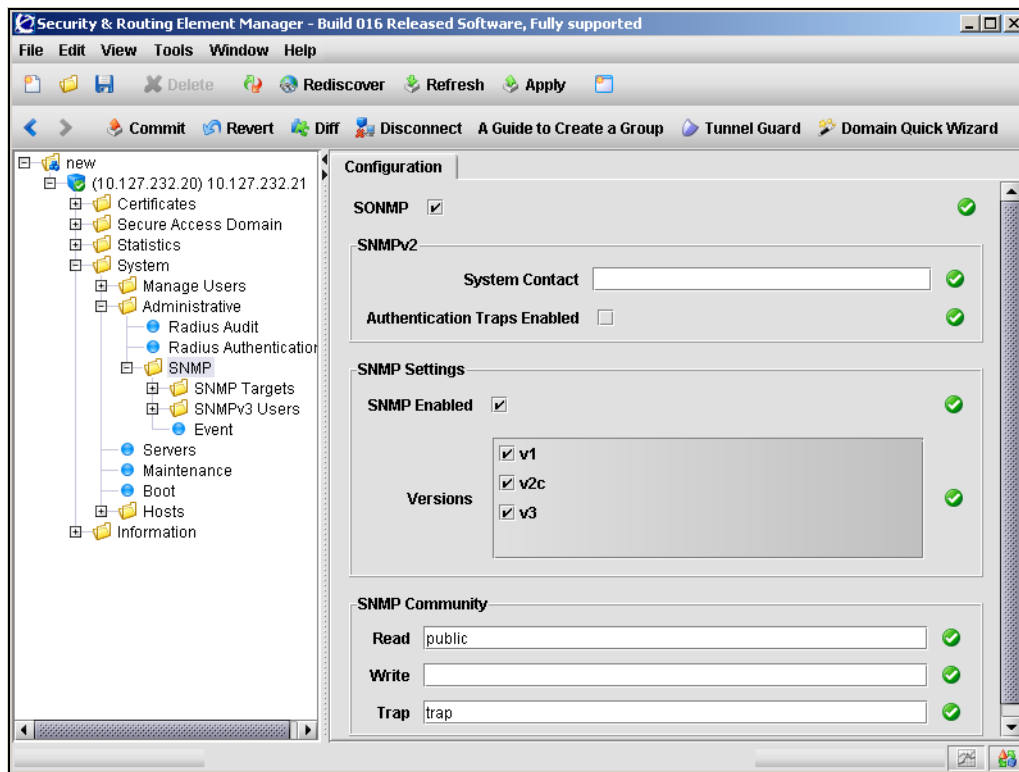 Security & Routing Element Manager - Build 016 Released Software, Fully supported
File Edit View Tools Window Help
Delete Rediscover Refresh Apply
Commit Revert Diff Disconnect A Guide to Create a Group Tunnel Guard Domain Quick Wizard
new
(10.127.232.20) 10.127.232.21
Certificates
Secure Access Domain
Statistics
System
Manage Users
Administrative
Radius Audit
Radius Authentication
SNMP
SNMP Targets
SNMPv3 Users
Event
Servers
Maintenance
Boot
Hosts
Information
Configuration
SONMP
SNMPv2
System Contact
Authentication Traps Enabled
SNMP Settings
SNMP Enabled
Versions
v1
v2c
v3
SNMP Community
Read public
Write
Trap trap